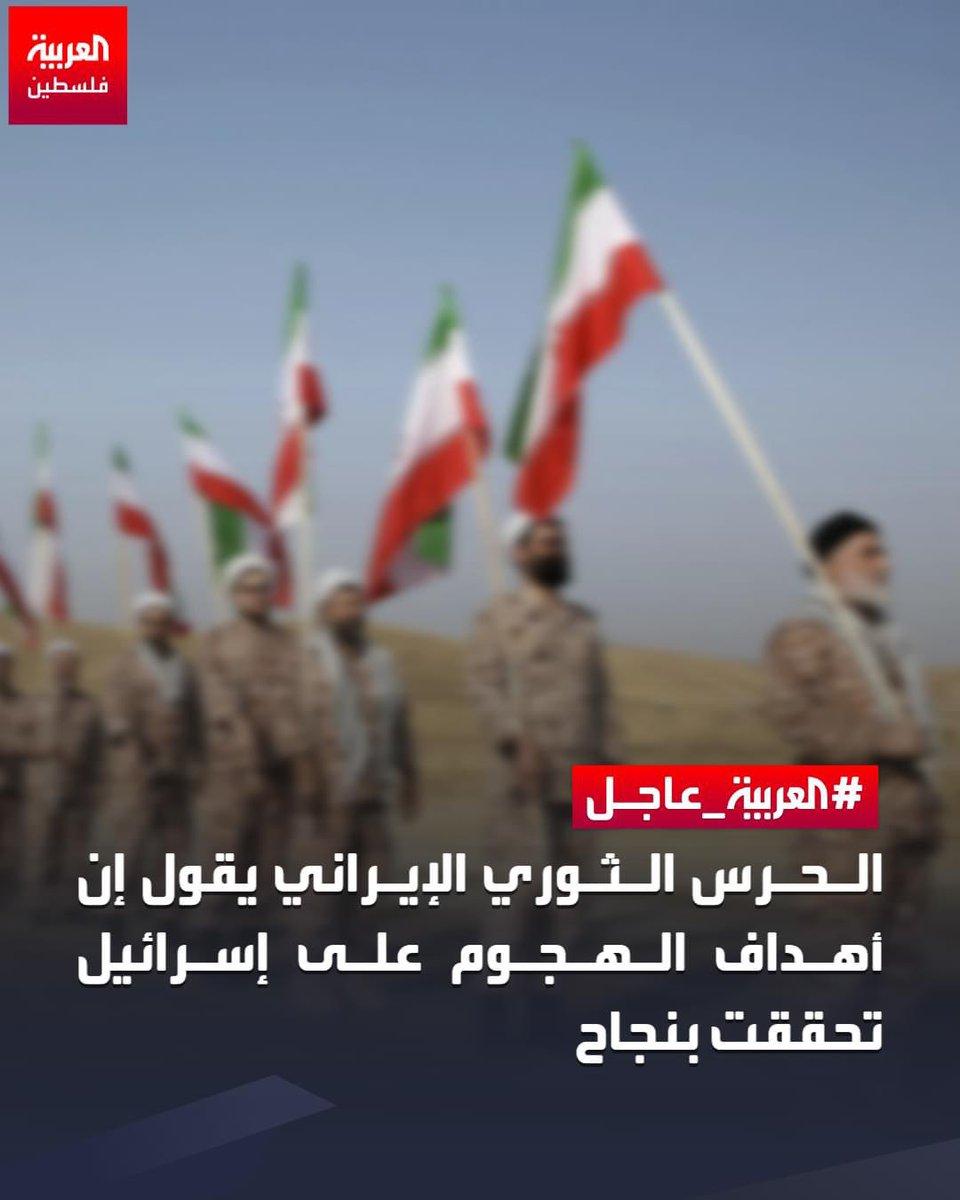 العربية
فلسطين
#العربية_عاجل
الحرس الثوري الإيراني يقول إن
أهداف الهجوم على إسرائيل
تحققت بنجاح